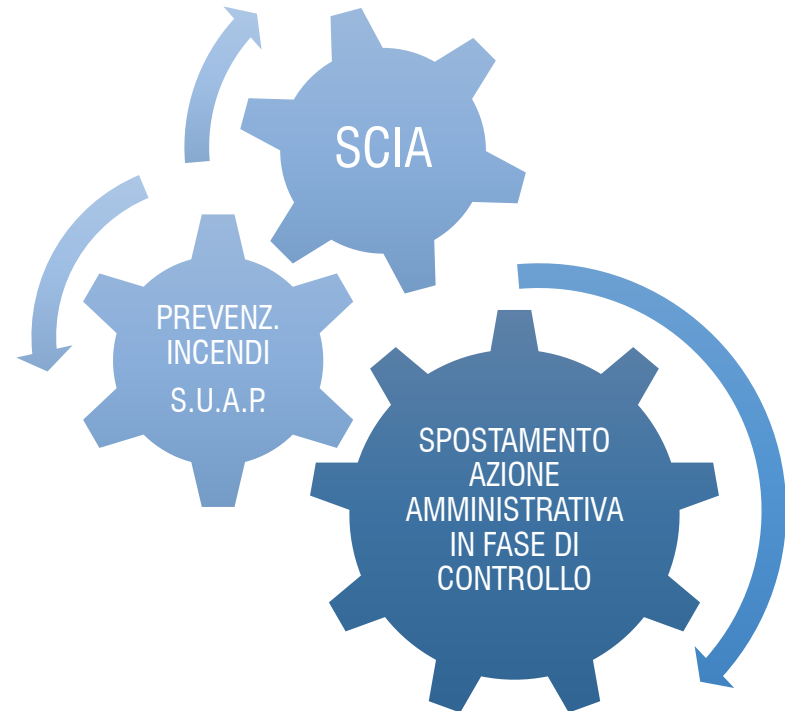 SCIA
PREVENZ.
INCENDI
S.U.A.P.
SPOSTAMENTO
AZIONE
AMMINISTRATIVA
IN FASE DI
CONTROLLO